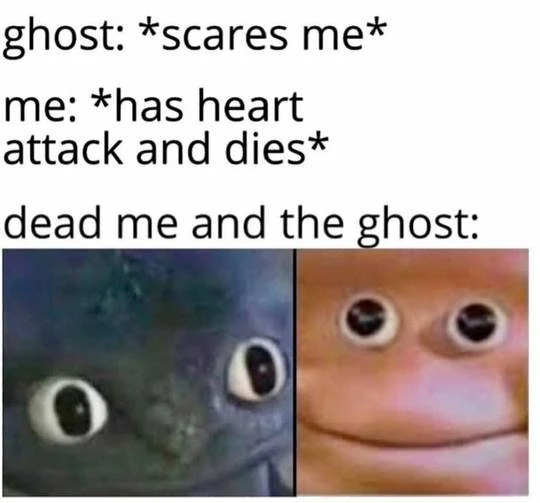 ghost: *scares me*
me: *has heart
attack and dies*
dead me and the ghost: